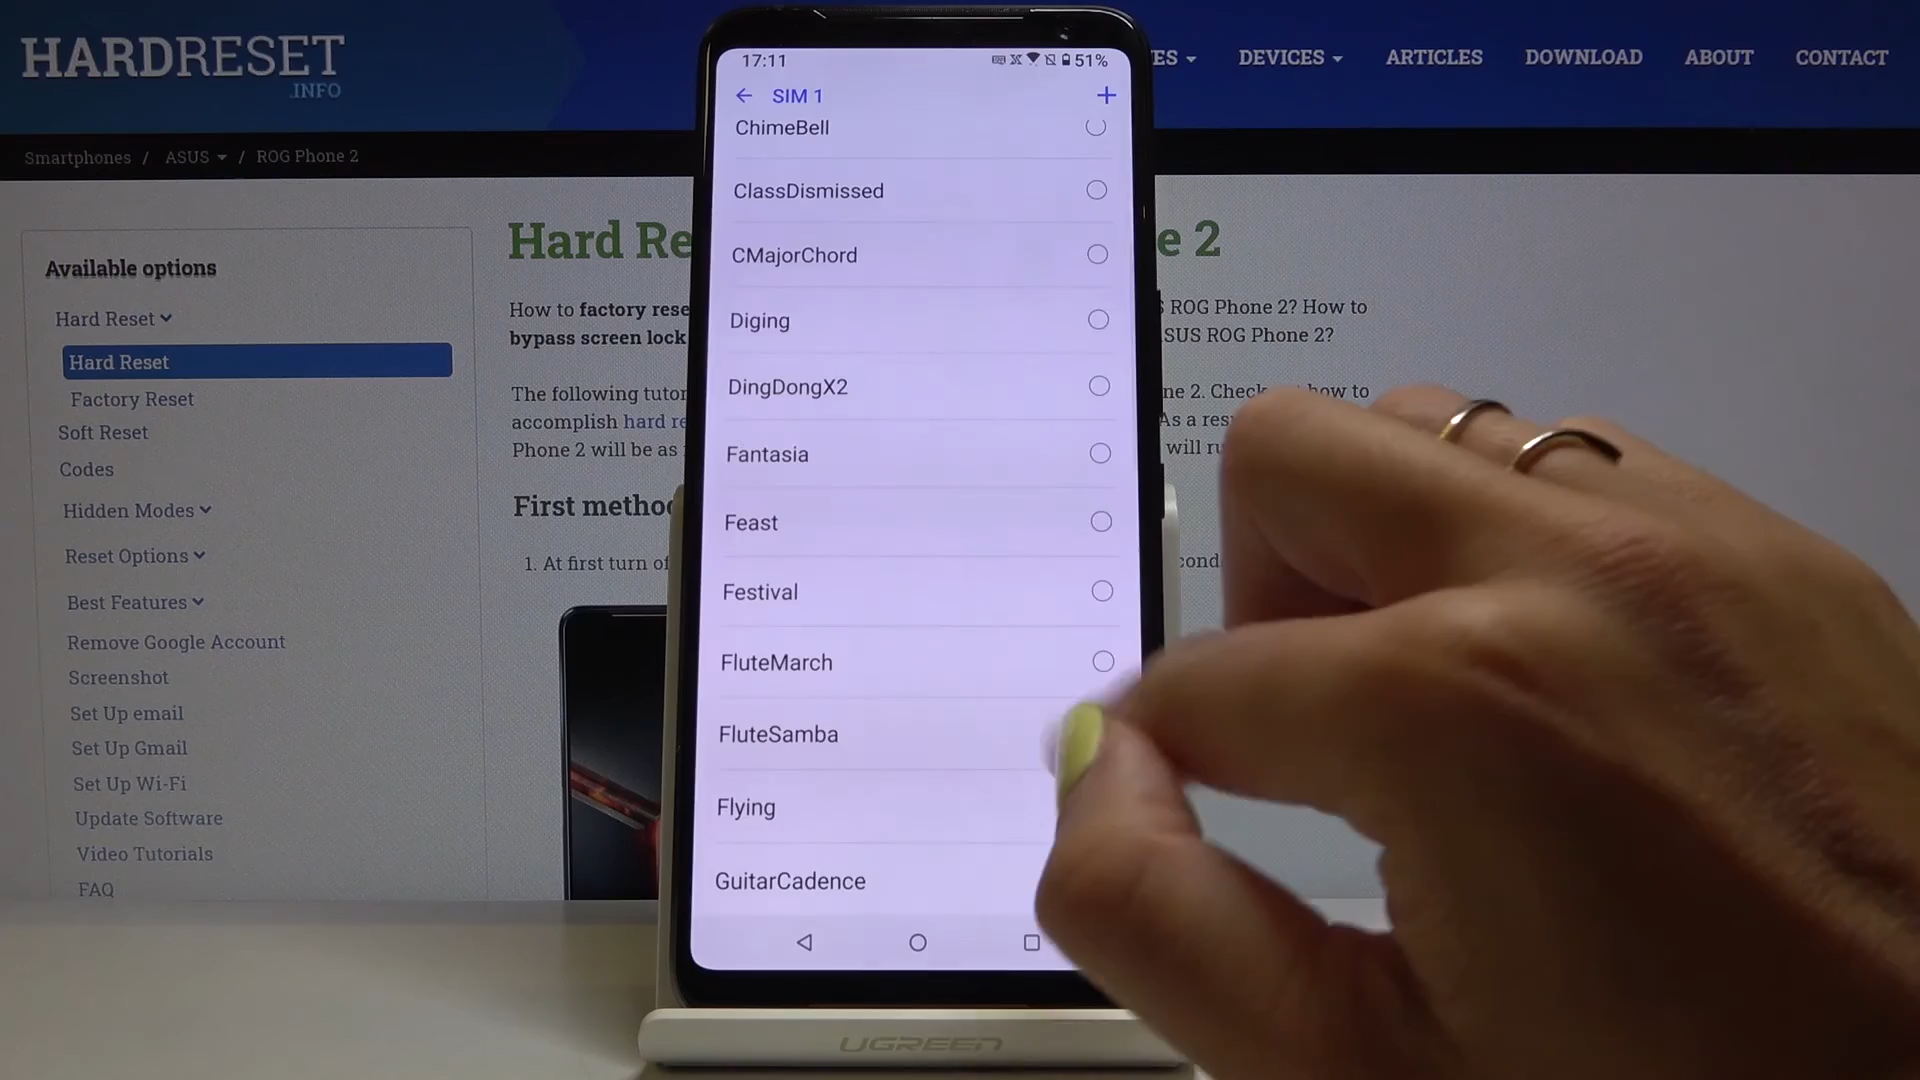 HARDRESET
.INFO
ES
DEVICES
ARTICLES
DOWNLOAD
ABOUT
CONTACT
Smartphones / ASUS / ROG Phone 2
Available options
Hard Reset
Hard Reset
Factory Reset
Soft Reset
Codes
Hidden Modes
Reset Options
Best Features
Remove Google Account
Screenshot
Set Up email
Set Up Gmail
Set Up Wi-Fi
Update Software
Video Tutorials
FAQ
Hard Re
e 2
How to factory rese
ROG Phone 2? How to
bypass screen lock
SUS ROG Phone 2?
The following tutor
ne 2. Check how to
accomplish hard re
As a res
Phone 2 will be as
will ru
First method
1. At first turn of
cond
17:11
51%
SIM 1
ChimeBell
ClassDismissed
CMajorChord
Diging
DingDongX2
Fantasia
Feast
Festival
FluteMarch
FluteSamba
Flying
GuitarCadence
UGREEN